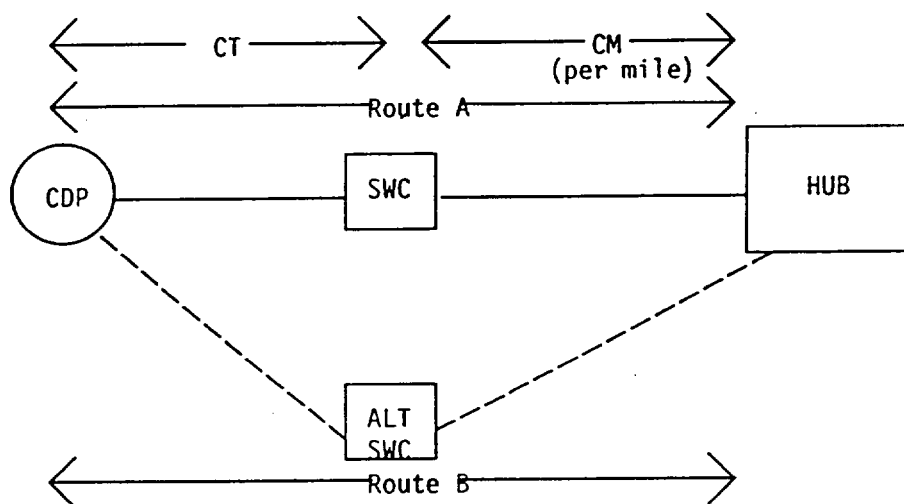 CT
CM
(per mile)
Route A
CDP
SWC
HUB
ALT
SWC
Route B